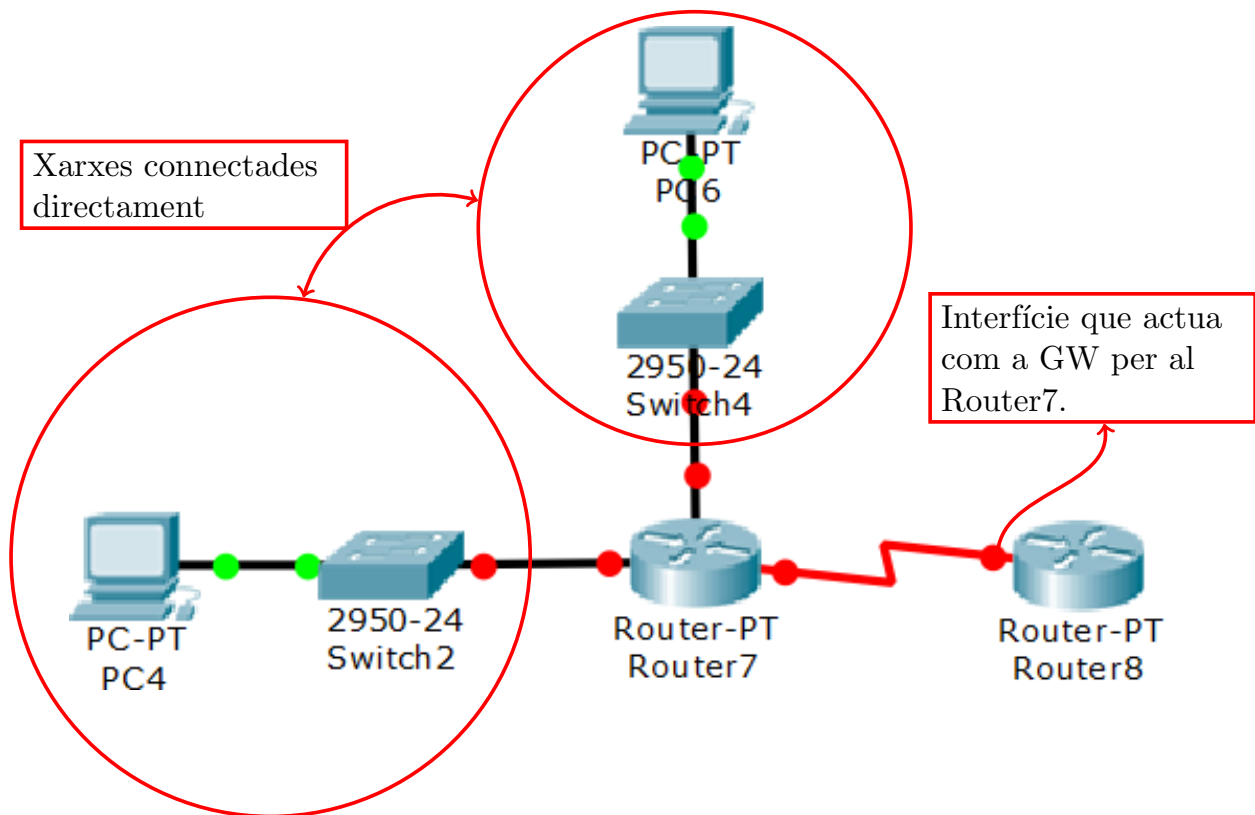 PC-PT
PC6
Xarxes connectades
directament
Interfície que actua
com a GW per al
Router7.
2950-24
Switch4
PC-PT
PC4
2950-24
Switch2
Router-PT
Router7
Router-PT
Router8